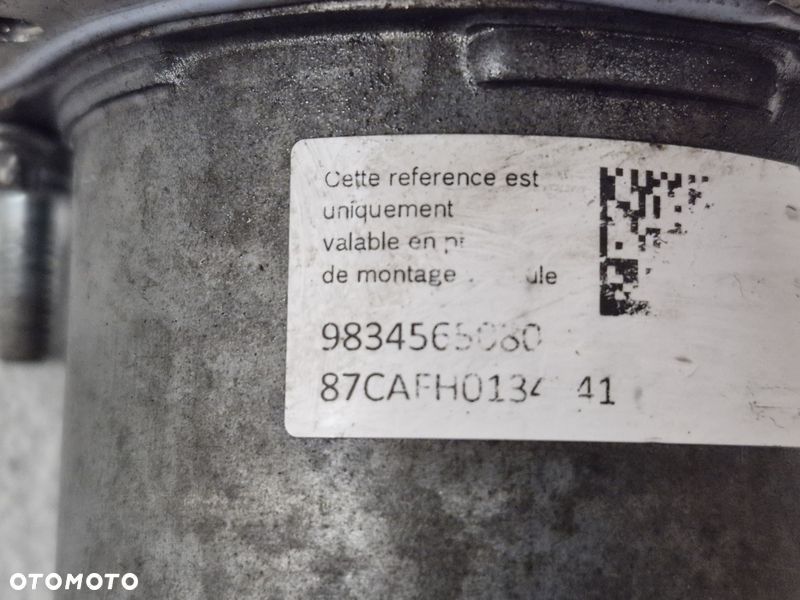 Cette reference est
uniquement
valable en
de montage
9834565080
87CAFH0134 41
OTOMOTO